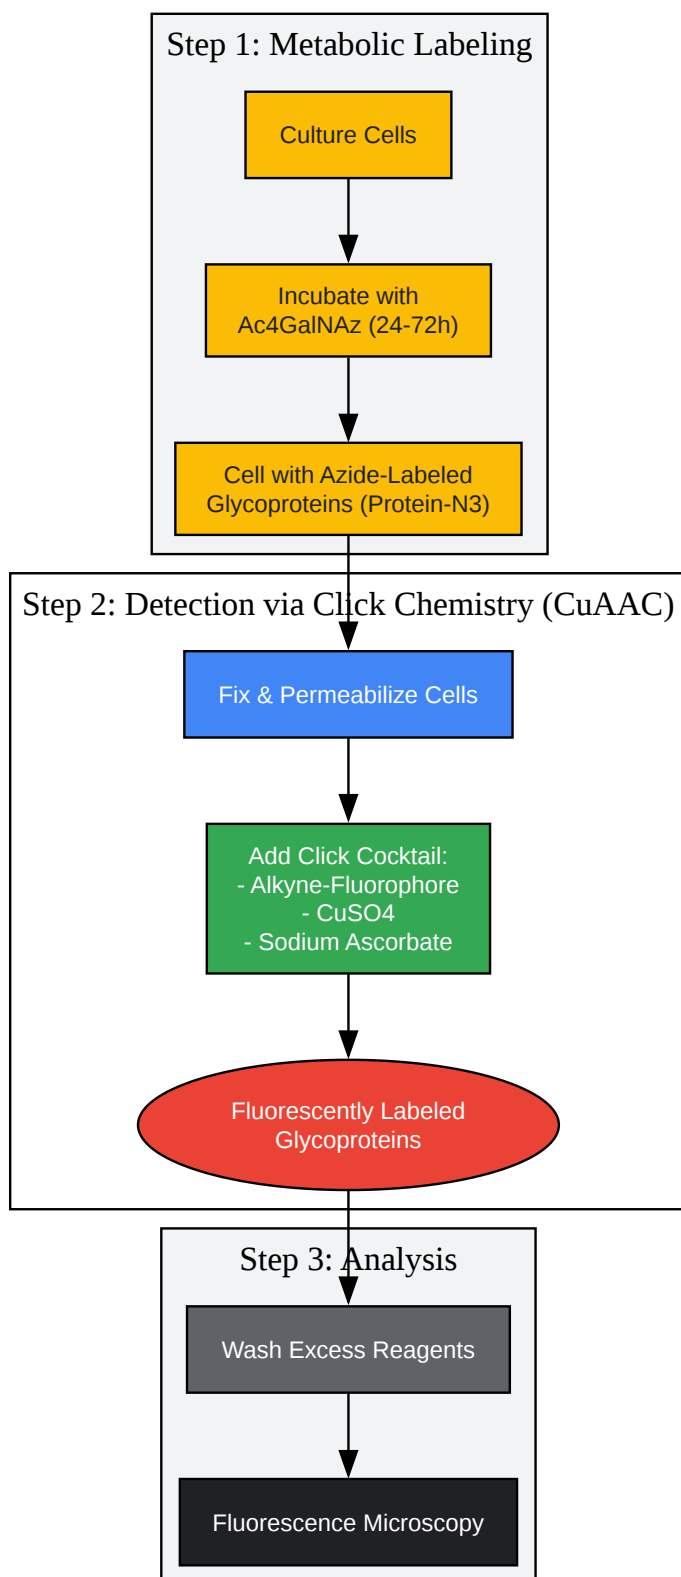 Step 1: Metabolic Labeling
Culture Cells
Incubate with
Ac4GalNAz (24-72h)
Cell with Azide-Labeled
Glycoproteins (Protein-N3)
Step 2: Detection via Click Chemistry (CuAAC)
Fix & Permeabilize Cells
Add Click Cocktail:
- Alkyne-Fluorophore
- CuSO4
- Sodium Ascorbate
Fluorescently Labeled
Glycoproteins
Step 3: Analysis
Wash Excess Reagents
Fluorescence Microscopy